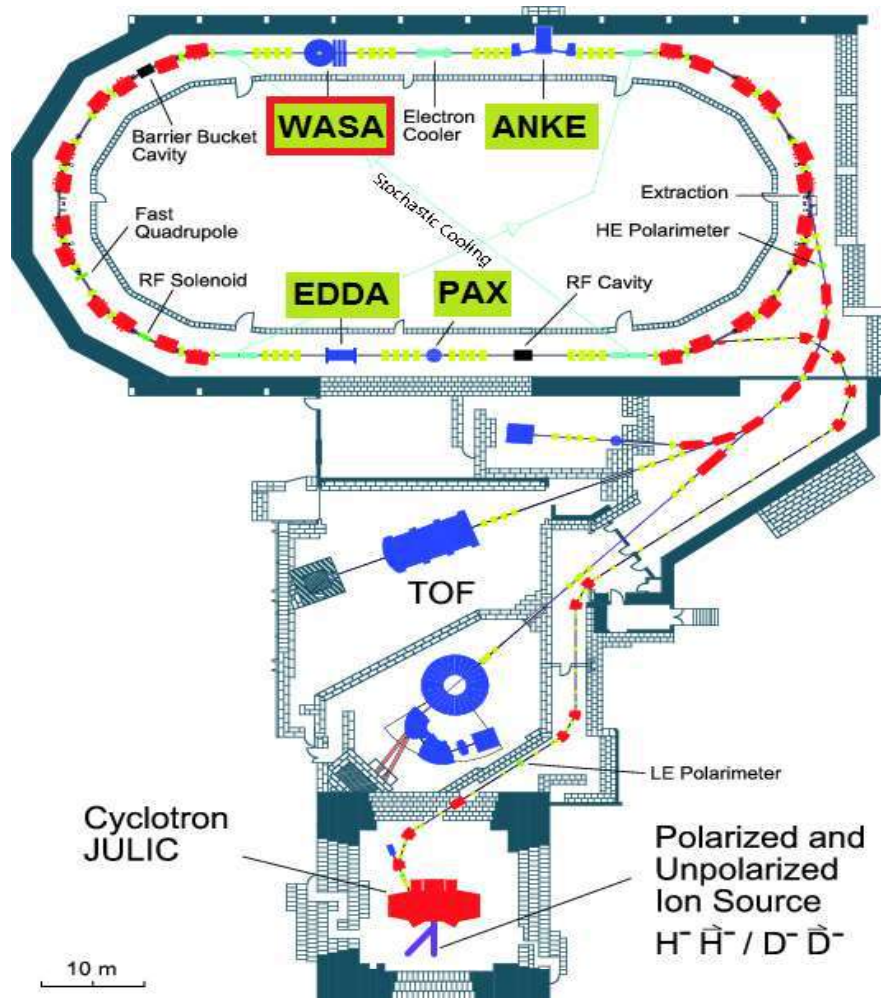 WASA
Electron
Cooler
ANKE
Barrier Bucket
Cavity
Stochastic Cooling
Extraction
Fast
Quadrupole
HE Polarimeter
RF Solenoid
EDDA
PAX
RF Cavity
TOF
LE Polarimeter
Cyclotron
JULIC
Polarized and
Unpolarized
Ion Source
H⁻ H⃗⁻ / D⁻ D⃗⁻
10 m